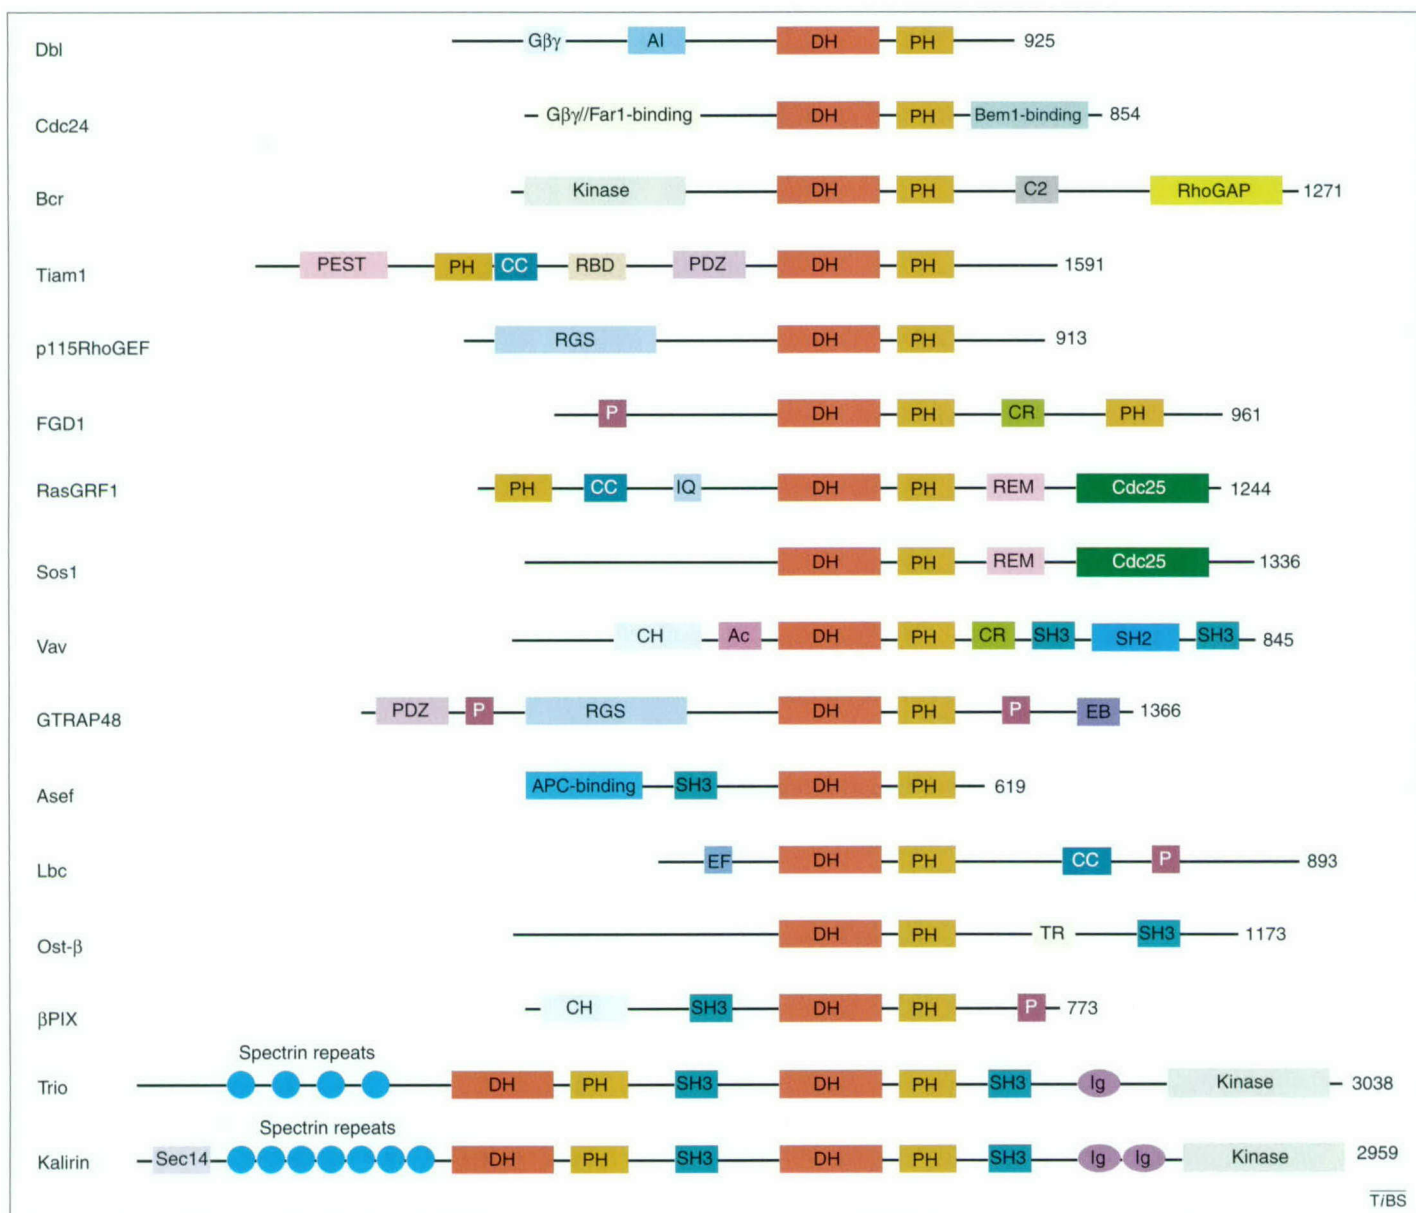 Dbl Gβγ AI DH PH 925
Cdc24 Gβγ//Far1-binding DH PH Bem1-binding 854
Bcr Kinase DH PH C2 RhoGAP 1271
Tiam1 PEST PH CC RBD PDZ DH PH 1591
p115RhoGEF RGS DH PH 913
FGD1 P DH PH CR PH 961
RasGRF1 PH CC IQ DH PH REM Cdc25 1244
Sos1 DH PH REM Cdc25 1336
Vav CH Ac DH PH CR SH3 SH2 SH3 845
GTRAP48 PDZ P RGS DH PH P EB 1366
Asef APC-binding SH3 DH PH 619
Lbc EF DH PH CC P 893
Ost-β DH PH TR SH3 1173
βPIX CH SH3 DH PH P 773
Spectrin repeats
Trio DH PH SH3 DH PH SH3 Ig Kinase 3038
Spectrin repeats
Kalirin Sec14 DH PH SH3 DH PH SH3 Ig Ig Kinase 2959
TiBS